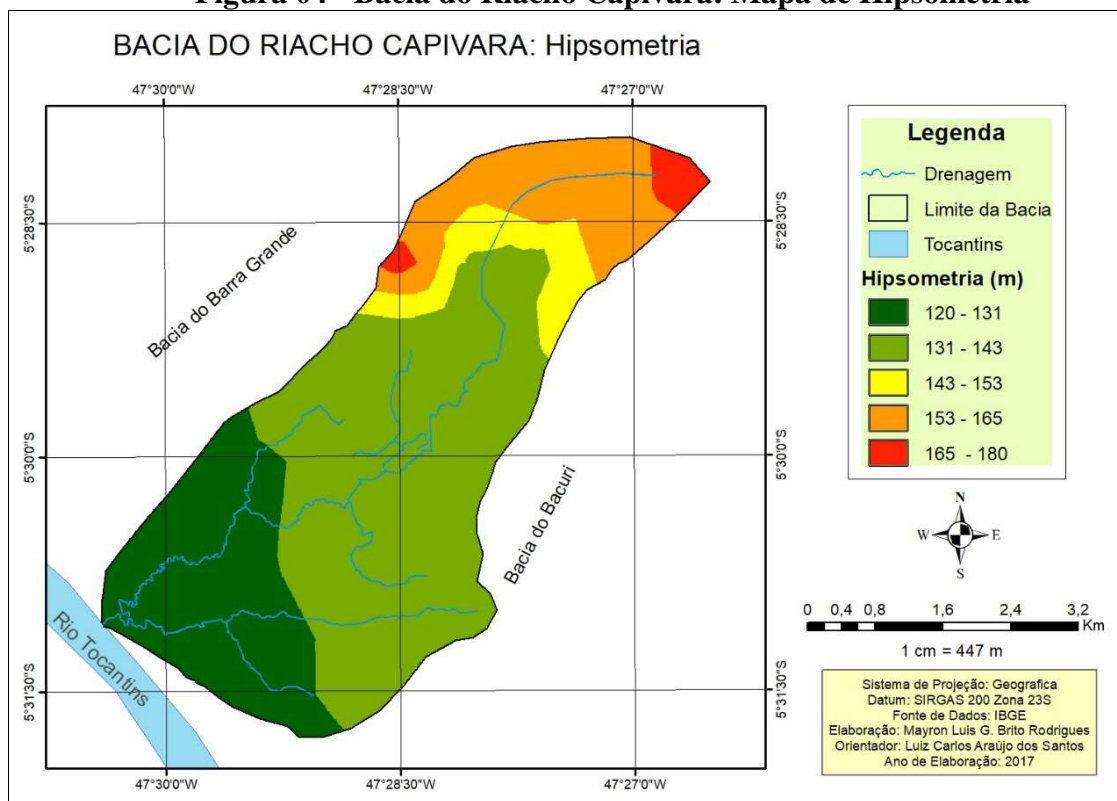 Figura 04 - Bacia do Riacho Capivara: Mapa de Hipsometria
BACIA DO RIACHO CAPIVARA: Hipsometria
47°30'0"W
47°28'30"W
47°27'0"W
5°28'30"S
5°28'30"S
Bacia do Barra Grande
5°30'0"S
5°30'0"S
Bacia do Bacuri
5°31'30"S
5°31'30"S
Rio Tocantins
47°30'0"W
47°28'30"W
47°27'0"W
Legenda
Drenagem
Limite da Bacia
Tocantins
Hipsometria (m)
120 - 131
131 - 143
143 - 153
153 - 165
165 - 180
N
W E
S
0 0,4 0,8 1,6 2,4 3,2
Km
1 cm = 447 m
Sistema de Projeção: Geografica
Datum: SIRGAS 200 Zona 23S
Fonte de Dados: IBGE
Elaboração: Mayron Luis G. Brito Rodrigues
Orientador: Luiz Carlos Araújo dos Santos
Ano de Elaboração: 2017